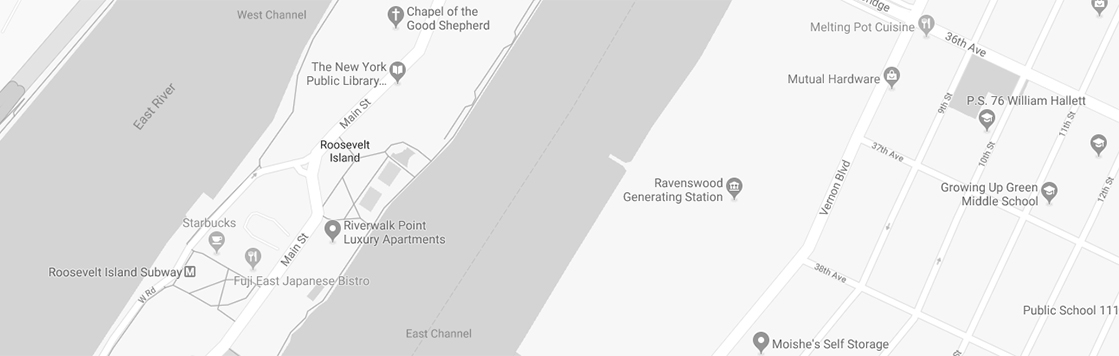 West Channel
Chapel of the
Good Shepherd
Melting Pot Cuisine
36th Ave
The New York
Public Library...
Mutual Hardware
East River
Main St
9th St
P.S. 76 William Hallett
11th St
Roosevelt
Island
37th Ave
10th St
12th St
Ravenswood
Generating Station
Vernon Blvd
Growing Up Green
Middle School
Starbucks
Riverwalk Point
Luxury Apartments
Main St
Roosevelt Island Subway
M
Fuji East Japanese Bistro
38th Ave
W Rd
Public School 111
East Channel
Moishe's Self Storage